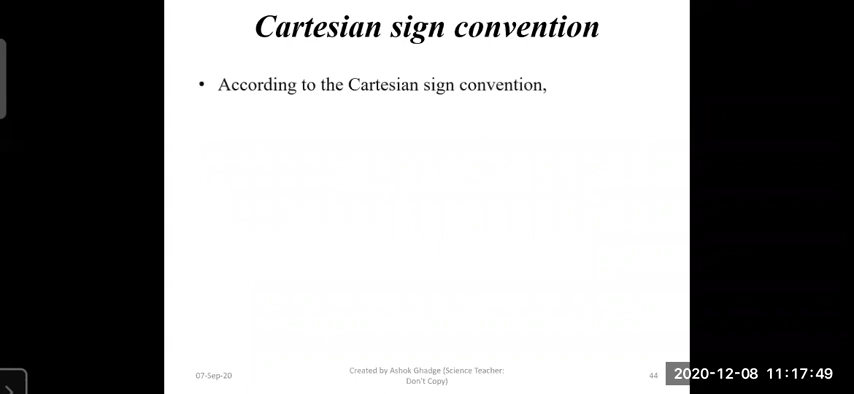 Cartesian sign convention
• According to the Cartesian sign convention,
07-Sep-20
Created by Ashok Ghadge (Science Teacher:
Don't Copy)
44
2020-12-08 11:17:49